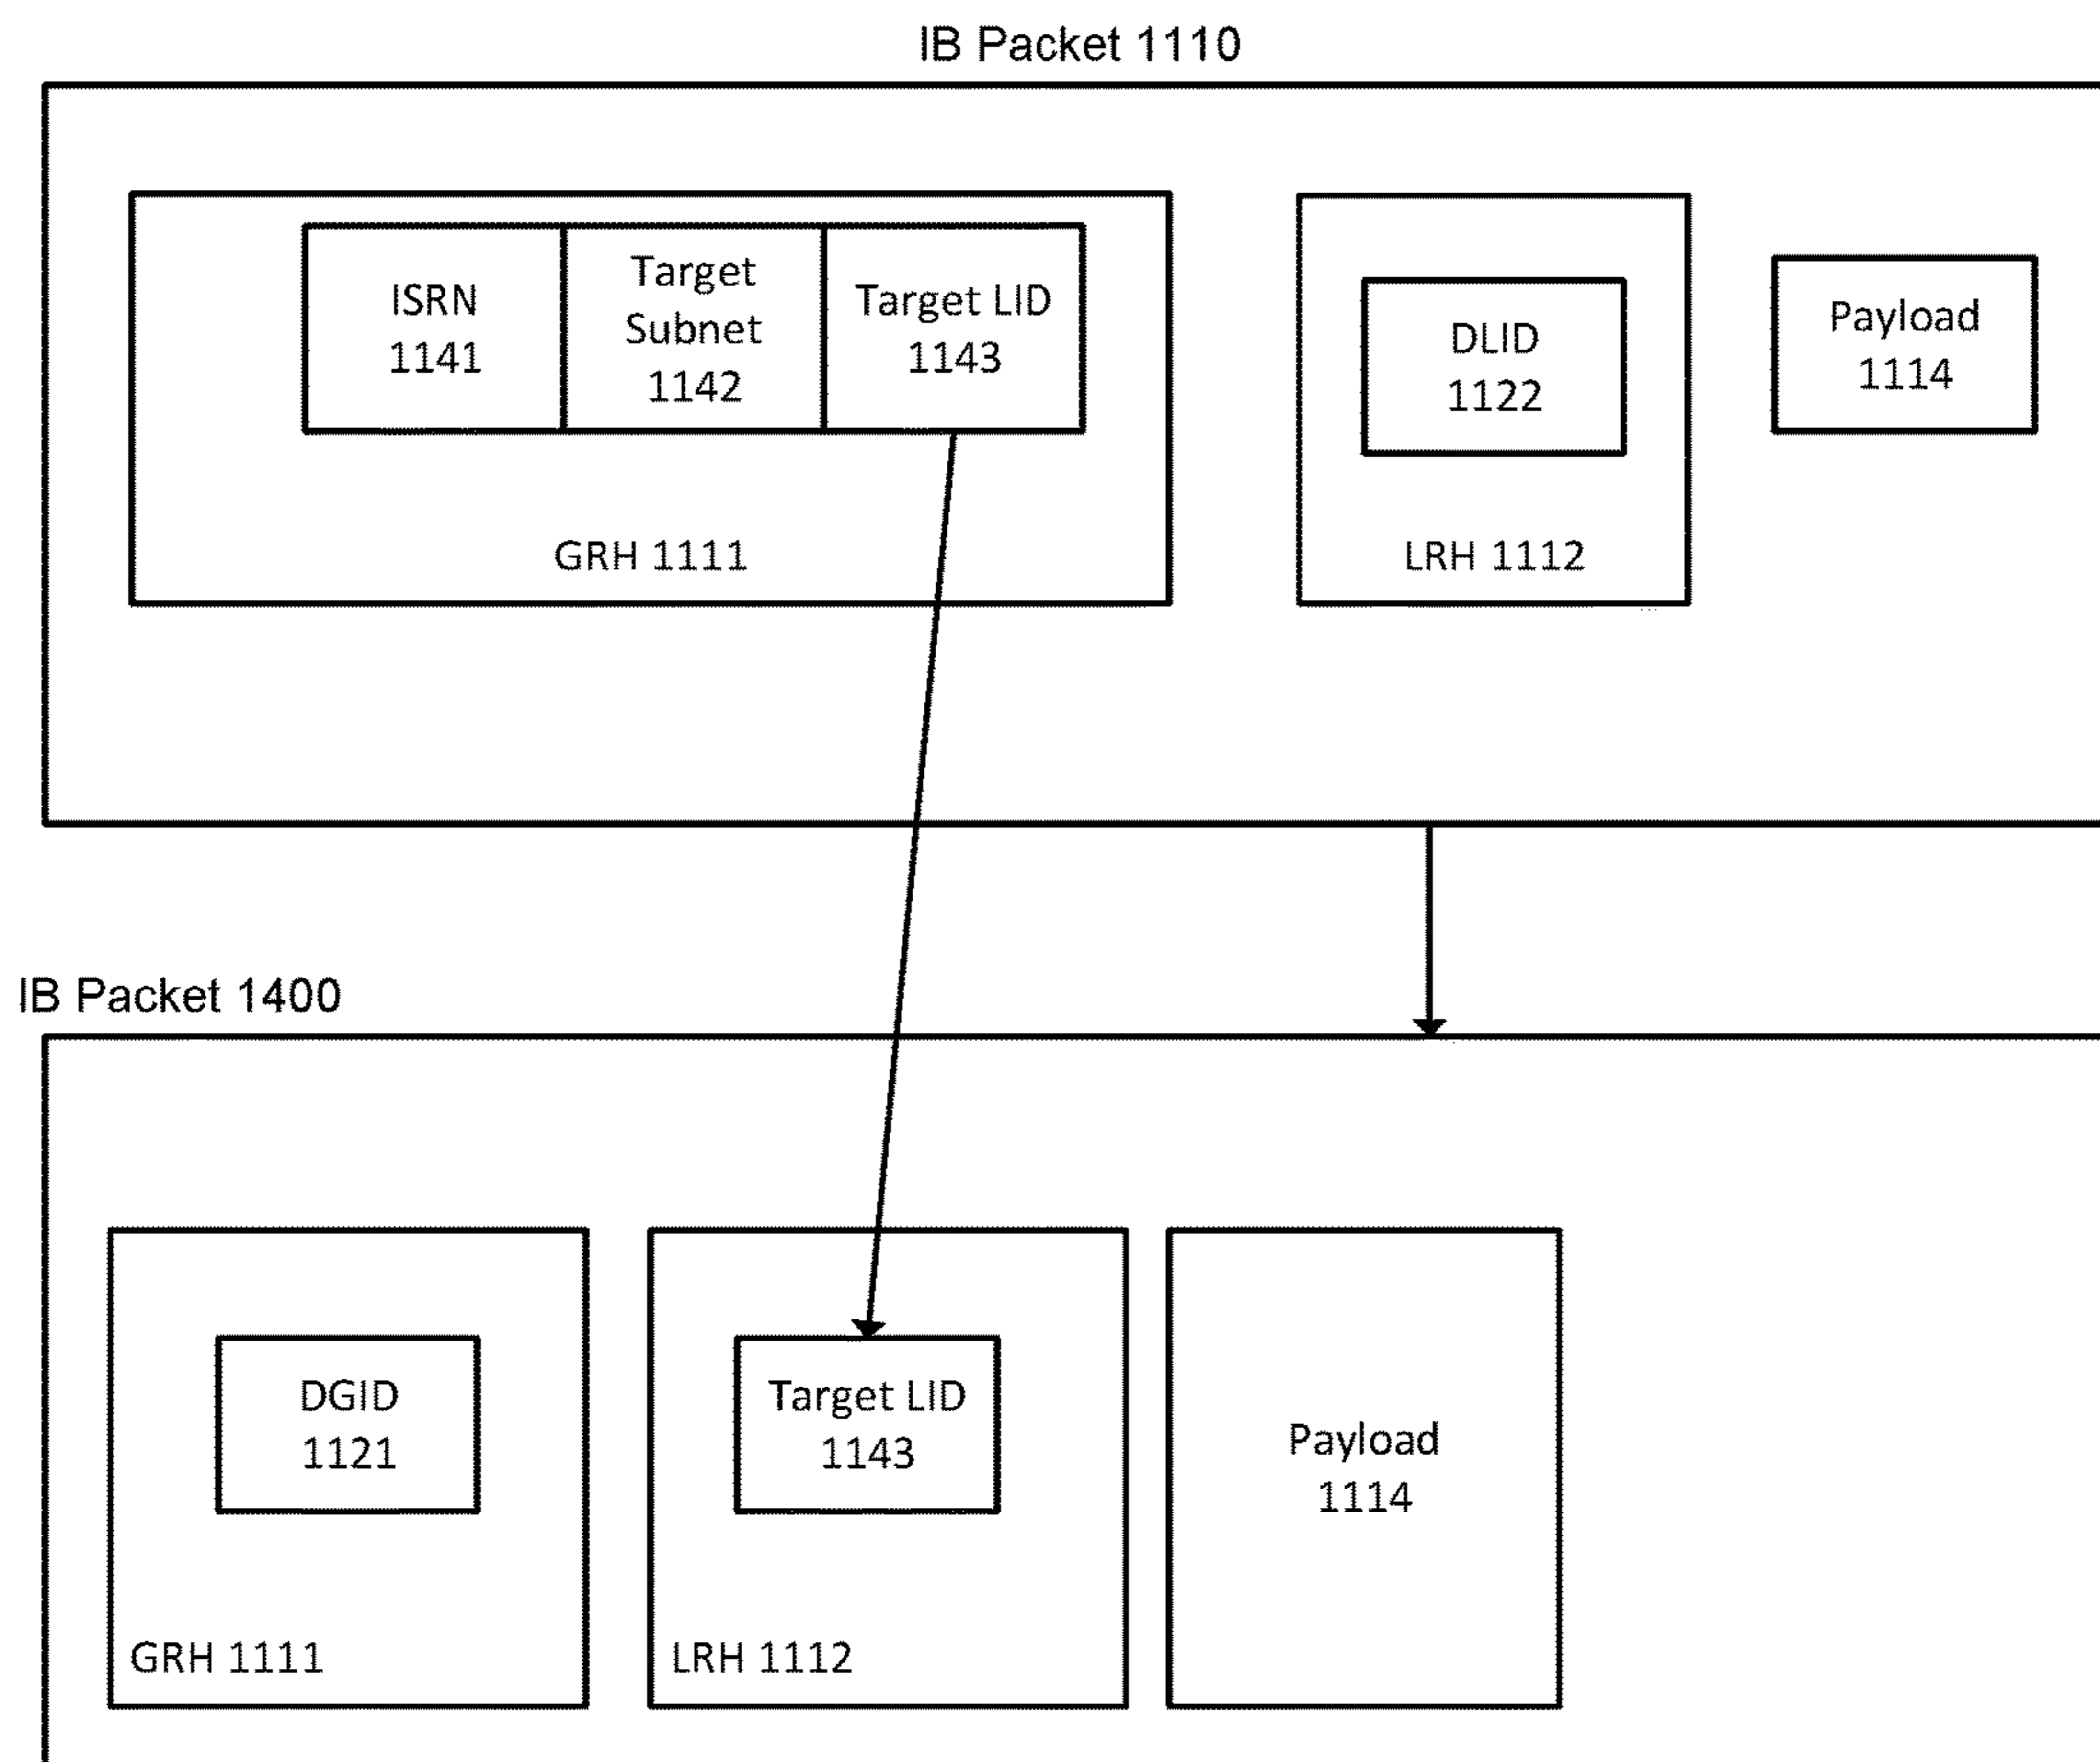 IB Packet 1110
ISRN
1141
Target
Subnet
1142
Target LID
1143
GRH 1111
DLID
1122
LRH 1112
Payload
1114
IB Packet 1400
DGID
1121
GRH 1111
Target LID
1143
LRH 1112
Payload
1114